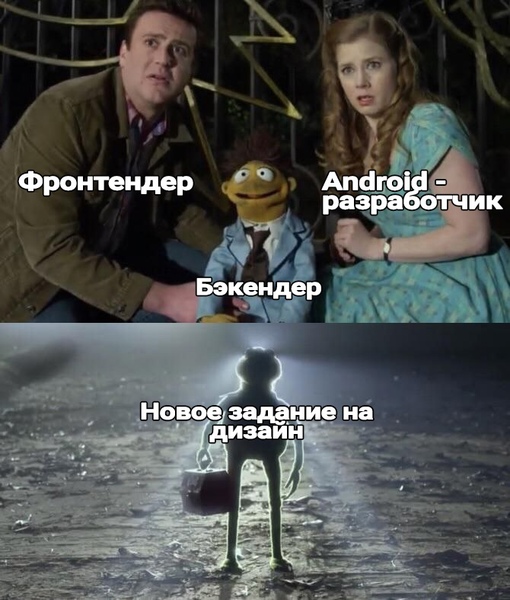 Фронтендер
Android -
разработчик
Бэкендер
Новое задание на
дизайн